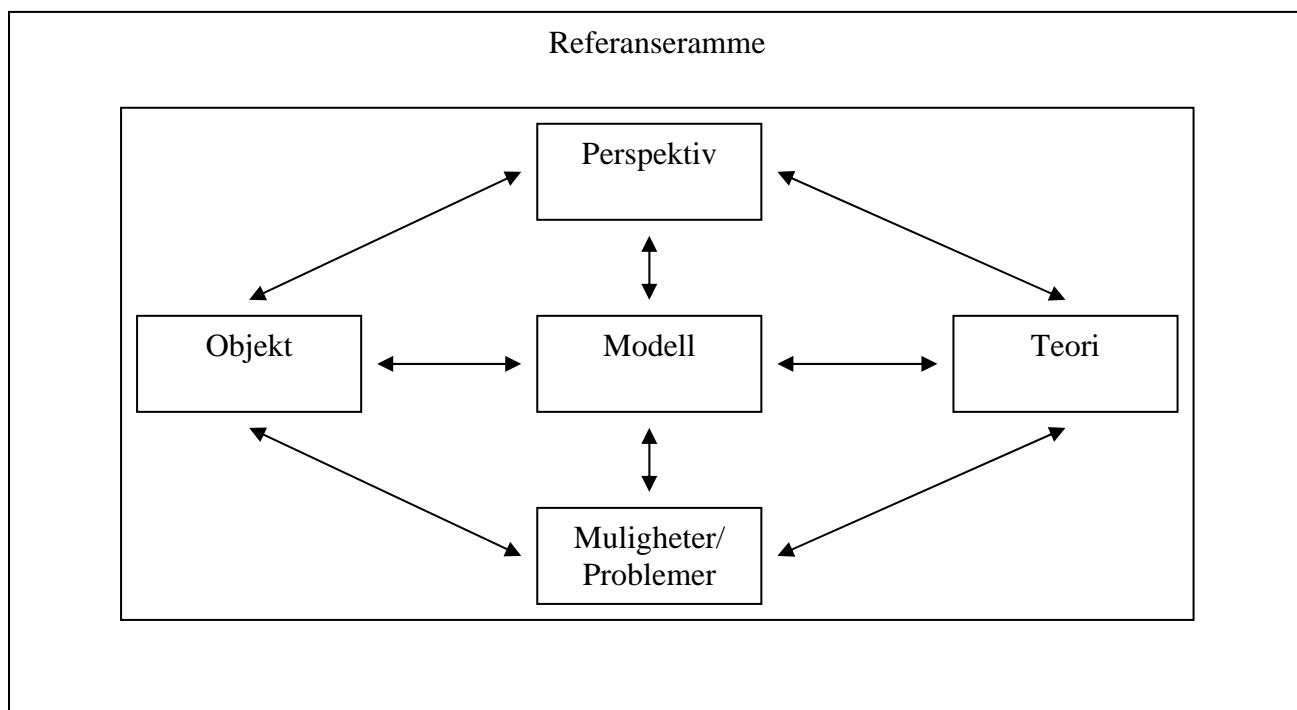 Referanseramme
Perspektiv
Objekt
Modell
Teori
Muligheter/
Problemer